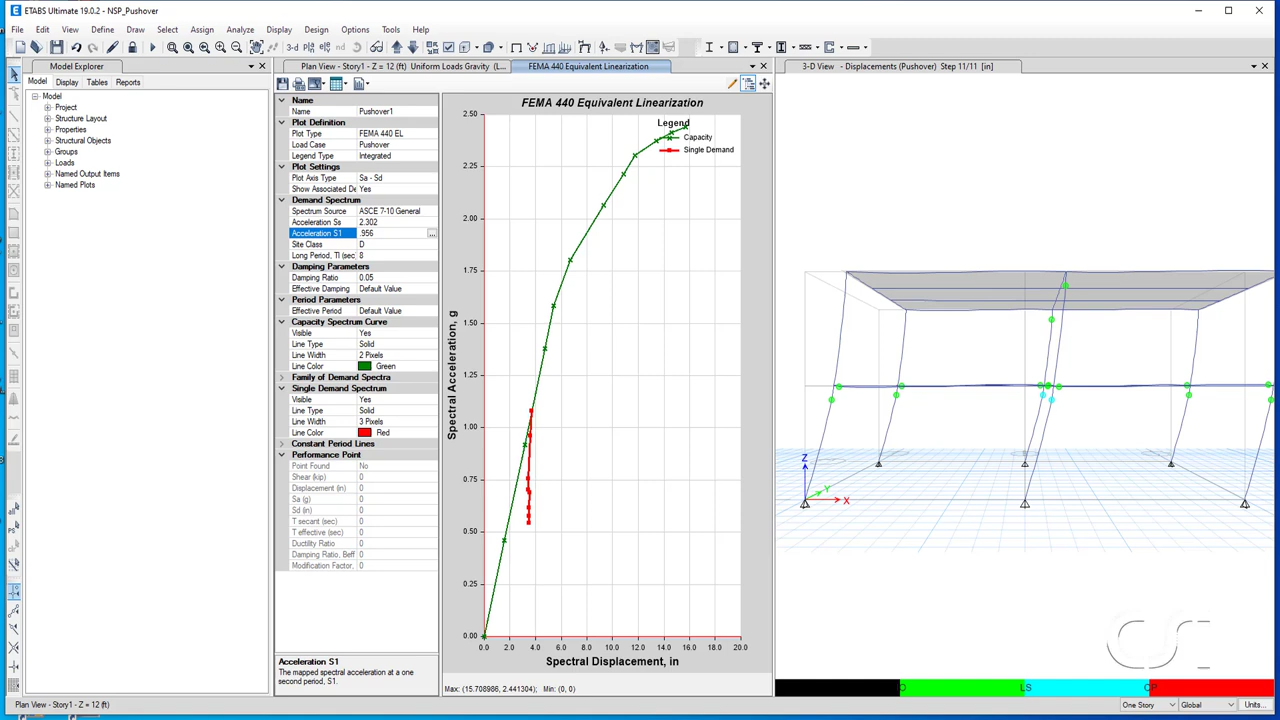 ETABS Ultimate 19.0.2 - NSP_Pushover
File Edit View Define Draw Select Assign Analyze Display Design Options Tools Help
3-d
Model Explorer
Model Display Tables Reports
Model
Project
Structure Layout
Properties
Structural Objects
Groups
Loads
Named Output Items
Named Plots
Plan View - Story1 - Z = 12 (ft) Uniform Loads Gravity (L...
FEMA 440 Equivalent Linearization
Name
Name Pushover1
Plot Definition
Plot Type FEMA 440 EL
Load Case Pushover
Legend Type Integrated
Plot Settings
Plot Axis Type Sa - Sd
Show Associated De Yes
Demand Spectrum
Spectrum Source ASCE 7-10 General
Acceleration Ss 2.302
Acceleration S1 .956 ...
Site Class D
Long Period, Tl (sec 8
Damping Parameters
Damping Ratio 0.05
Effective Damping Default Value
Period Parameters
Effective Period Default Value
Capacity Spectrum Curve
Visible Yes
Line Type Solid
Line Width 2 Pixels
Line Color Green
Family of Demand Spectra
Single Demand Spectrum
Visible Yes
Line Type Solid
Line Width 3 Pixels
Line Color Red
Constant Period Lines
Performance Point
Point Found No
Shear (kip) 0
Displacement (in) 0
Sa (g) 0
Sd (in) 0
T secant (sec) 0
T effective (sec) 0
Ductility Ratio 0
Damping Ratio, Beff 0
Modification Factor, 0
Acceleration S1
The mapped spectral acceleration at a one
second period, S1.
FEMA 440 Equivalent Linearization
Legend
Capacity
Single Demand
2.50
2.25
2.00
1.75
1.50
1.25
1.00
0.75
0.50
0.25
0.00
Spectral Acceleration, g
0.0 2.0 4.0 6.0 8.0 10.0 12.0 14.0 16.0 18.0 20.0
Spectral Displacement, in
Max: (15.708986, 2.441304); Min: (0, 0)
3-D View - Displacements (Pushover) Step 11/11 [in]
Z
Y
X
CSI
IO LS CP
Plan View - Story1 - Z = 12 (ft)
One Story Global Units...